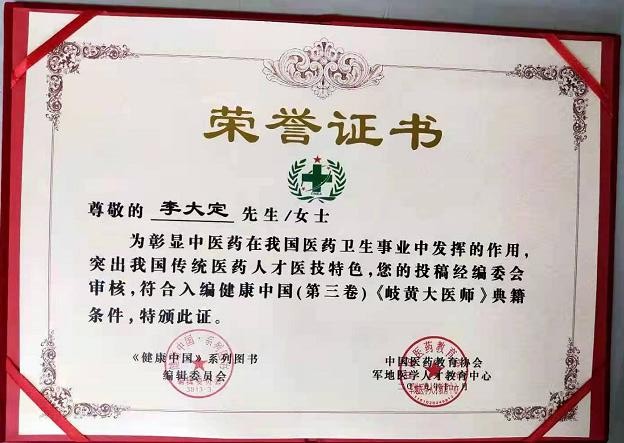 荣誉证书
尊敬的 李大定 先生/女士
为彰显中医药在我国医药卫生事业中发挥的作用,
突出我国传统医药人才医技特色,您的投稿经编委会
审核,符合入编健康中国(第三卷)《岐黄大医师》典籍
条件,特颁此证。
《健康中国》系列图书
编辑委员会
中国医药教育协会
军地医学人才教育中心